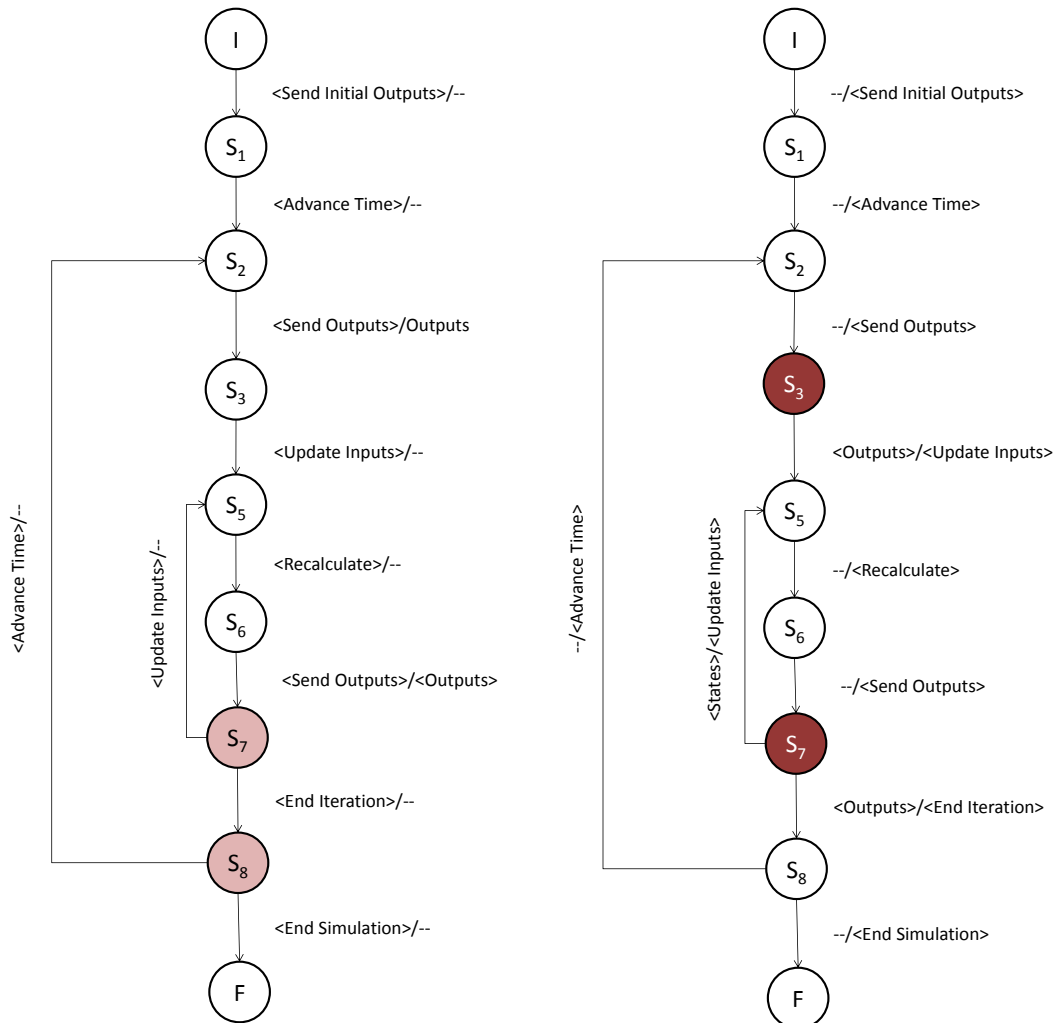 I
<Send Initial Outputs>/--
S1
<Advance Time>/--
S2
<Send Outputs>/Outputs
S3
<Update Inputs>/--
S5
<Recalculate>/--
S6
<Send Outputs>/<Outputs>
S7
<End Iteration>/--
S8
<End Simulation>/--
F
<Advance Time>/--
<Update Inputs>/--
I
--/<Send Initial Outputs>
S1
--/<Advance Time>
S2
--/<Send Outputs>
S3
<Outputs>/<Update Inputs>
S5
--/<Recalculate>
S6
--/<Send Outputs>
S7
<Outputs>/<End Iteration>
S8
--/<End Simulation>
F
--/<Advance Time>
<States>/<Update Inputs>